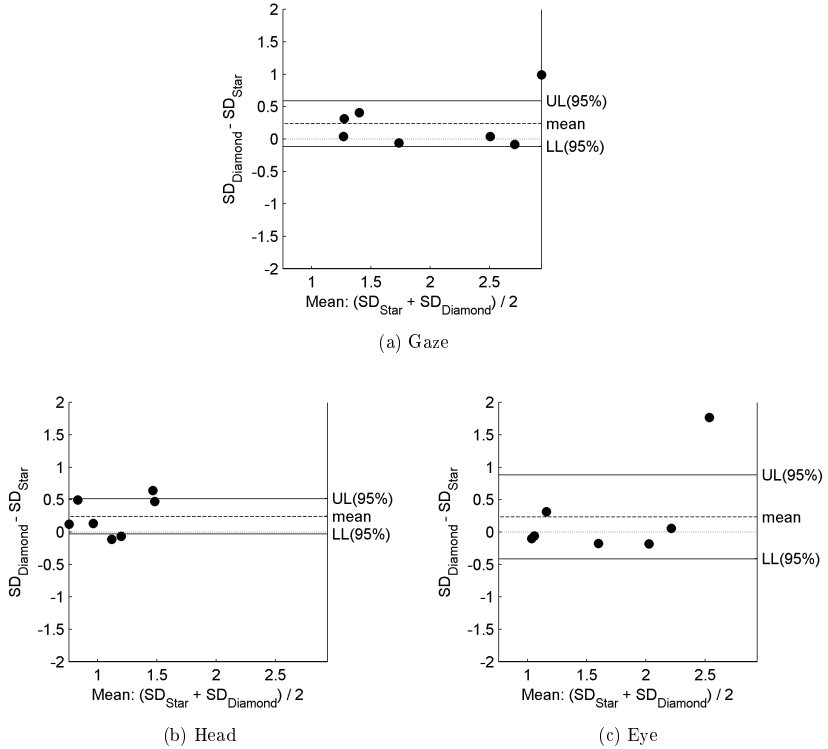 2
1.5
1
0.5
0
-0.5
-1
-1.5
-2
SD_Diamond - SD_Star
UL(95%)
mean
LL(95%)
1 1.5 2 2.5
Mean: (SD_Star + SD_Diamond) / 2
(a) Gaze
2
1.5
1
0.5
0
-0.5
-1
-1.5
-2
SD_Diamond - SD_Star
UL(95%)
mean
LL(95%)
1 1.5 2 2.5
Mean: (SD_Star + SD_Diamond) / 2
(b) Head
2
1.5
1
0.5
0
-0.5
-1
-1.5
-2
SD_Diamond - SD_Star
UL(95%)
mean
LL(95%)
1 1.5 2 2.5
Mean: (SD_Star + SD_Diamond) / 2
(c) Eye